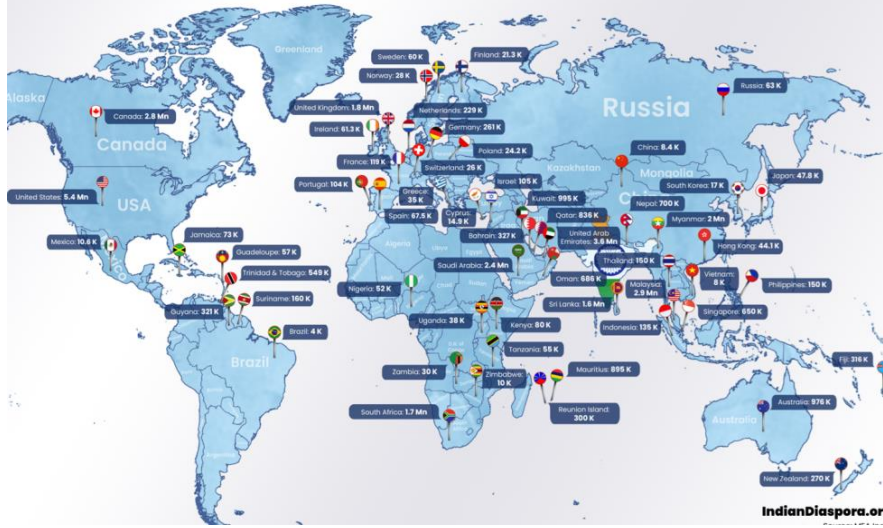 Greenland
Sweden: 60 K
Finland: 21.3 K
Norway: 28 K
Alaska
Canada: 2.8 Mn
Canada
United Kingdom: 1.8 Mn
Netherlands: 229 K
Ireland: 61.3 K
Germany: 261 K
Russia: 63 K
Russia
France: 119 K
Poland: 24.2 K
Switzerland: 26 K
China: 8.4 K
Kazakhstan
Mongolia
United States: 5.4 Mn
USA
Portugal: 104 K
Greece:
35 K
Israel: 105 K
Spain: 67.5 K
Cyprus:
14.9 K
Kuwait: 995 K
South Korea: 17 K
Japan: 47.8 K
Nepal: 700 K
Qatar: 836 K
Myanmar: 2 Mn
Bahrain: 327 K
United Arab
Emirates: 3.6 Mn
Hong Kong: 44.1 K
Mexico: 10.6 K
Jamaica: 73 K
Guadeloupe: 57 K
Trinidad & Tobago: 549 K
Algeria
Saudi Arabia: 2.4 Mn
Thailand: 150 K
Oman: 686 K
Malaysia:
2.9 Mn
Vietnam:
8 K
Philippines: 150 K
Suriname: 160 K
Guyana: 321 K
Nigeria: 52 K
Sri Lanka: 1.6 Mn
Singapore: 650 K
Uganda: 38 K
Kenya: 80 K
Indonesia: 135 K
Brazil: 4 K
Brazil
Tanzania: 55 K
Zambia: 30 K
Zimbabwe:
10 K
Mauritius: 895 K
Reunion Island:
300 K
Fiji: 316 K
South Africa: 1.7 Mn
Australia: 976 K
Australia
New Zealand: 270 K
IndianDiaspora.or